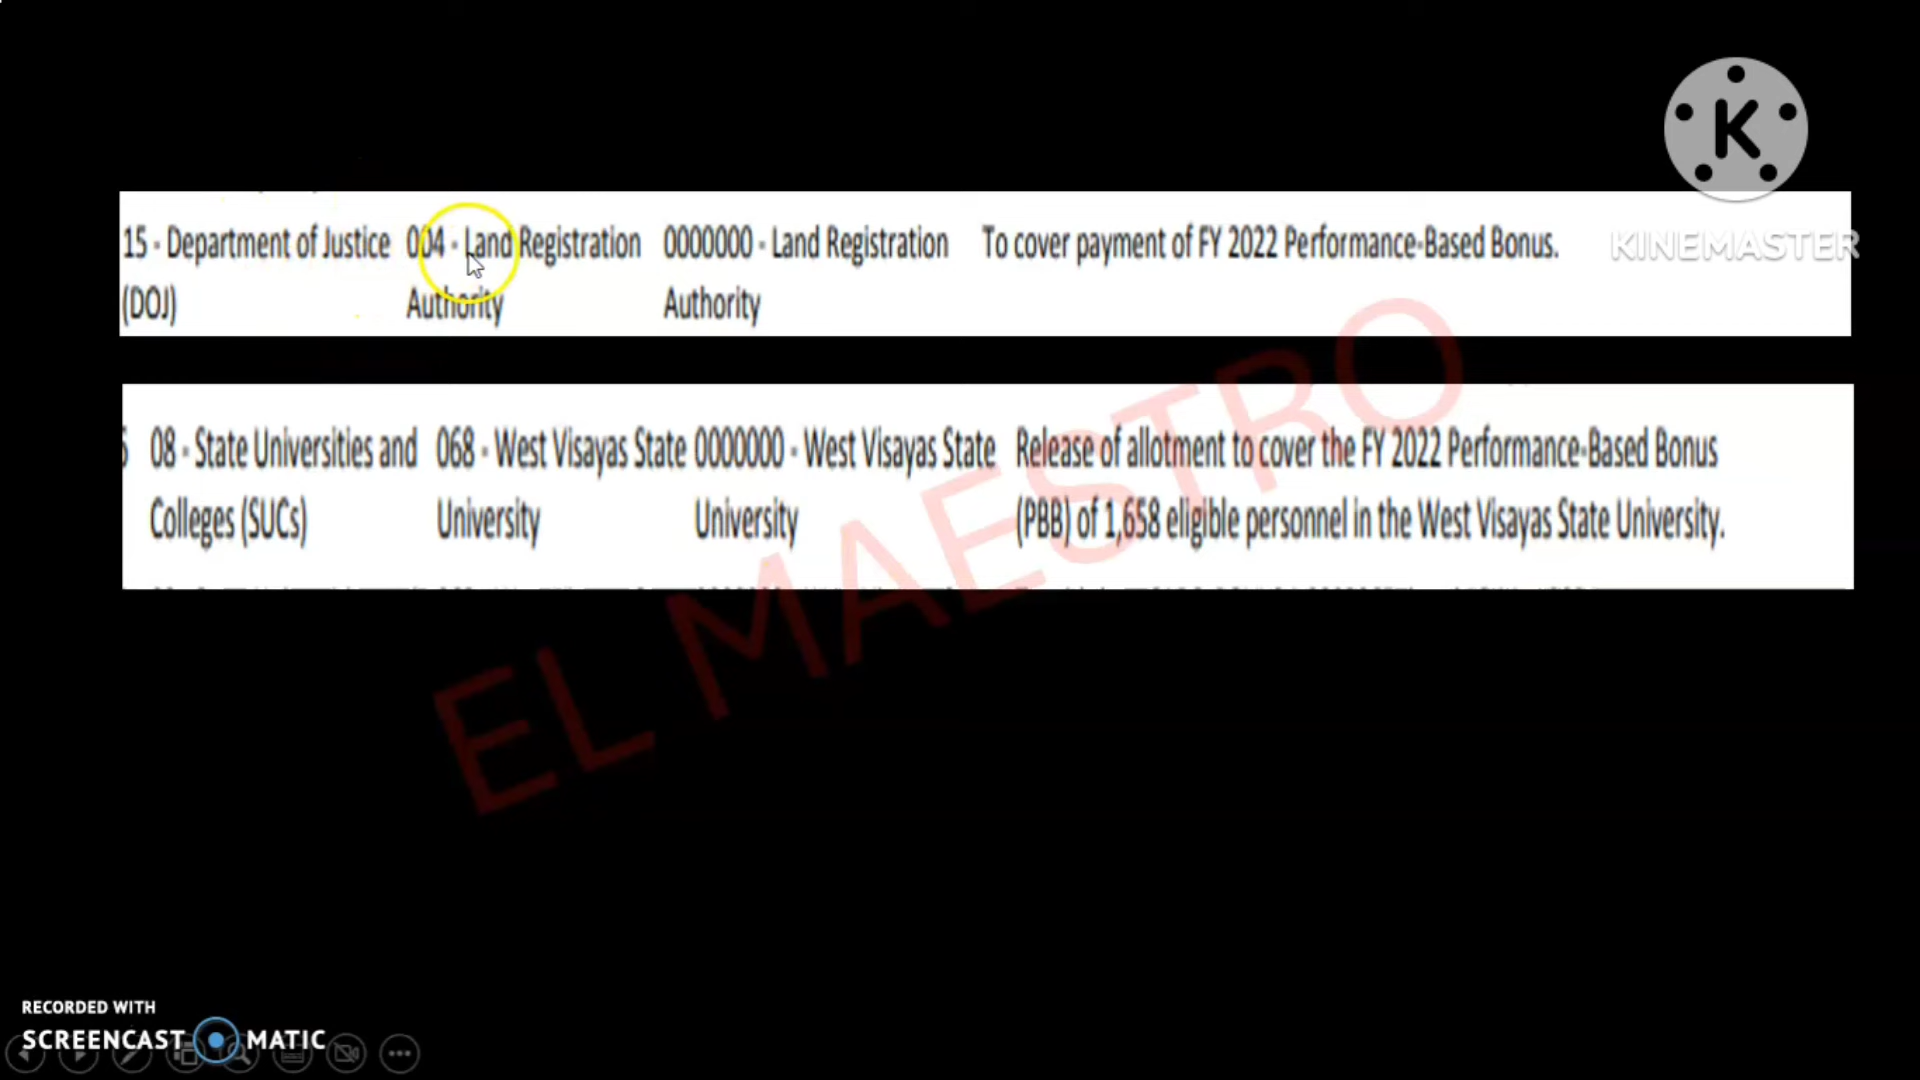 K
KINEMASTER
15 - Department of Justice 004 - Land Registration 0000000 - Land Registration To cover payment of FY 2022 Performance-Based Bonus.
(DOJ) Authority Authority
08 - State Universities and 068 - West Visayas State 0000000 - West Visayas State Release of allotment to cover the FY 2022 Performance-Based Bonus
Colleges (SUCs) University University (PBB) of 1,658 eligible personnel in the West Visayas State University.
EL MAESTRO
RECORDED WITH
SCREENCAST MATIC